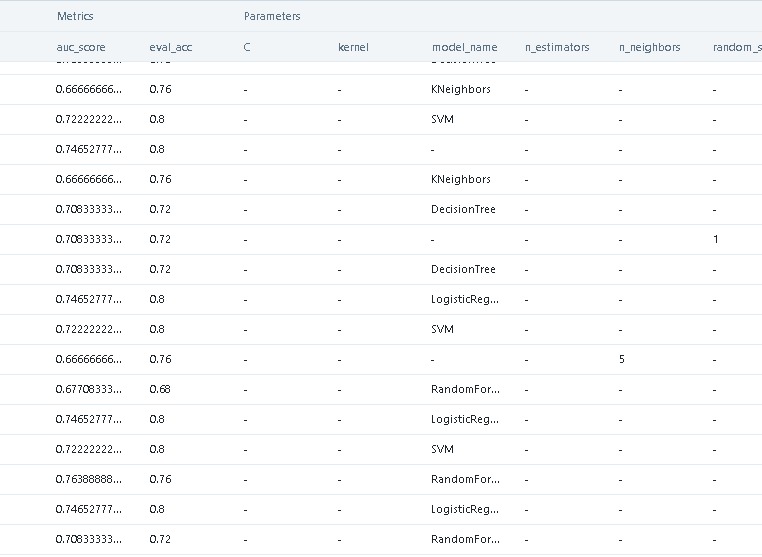 Metrics Parameters
auc_score eval_acc C kernel model_name n_estimators n_neighbors random_s
0.66666666... 0.76 - - KNeighbors - - -
0.72222222... 0.8 - - SVM - - -
0.74652777... 0.8 - - - - - -
0.66666666... 0.76 - - KNeighbors - - -
0.70833333... 0.72 - - DecisionTree - - -
0.70833333... 0.72 - - - - - 1
0.70833333... 0.72 - - DecisionTree - - -
0.74652777... 0.8 - - LogisticReg... - - -
0.72222222... 0.8 - - SVM - - -
0.66666666... 0.76 - - - - 5 -
0.67708333... 0.68 - - RandomFor... - - -
0.74652777... 0.8 - - LogisticReg... - - -
0.72222222... 0.8 - - SVM - - -
0.76388888... 0.76 - - RandomFor... - - -
0.74652777... 0.8 - - LogisticReg... - - -
0.70833333... 0.72 - - RandomFor... - - -